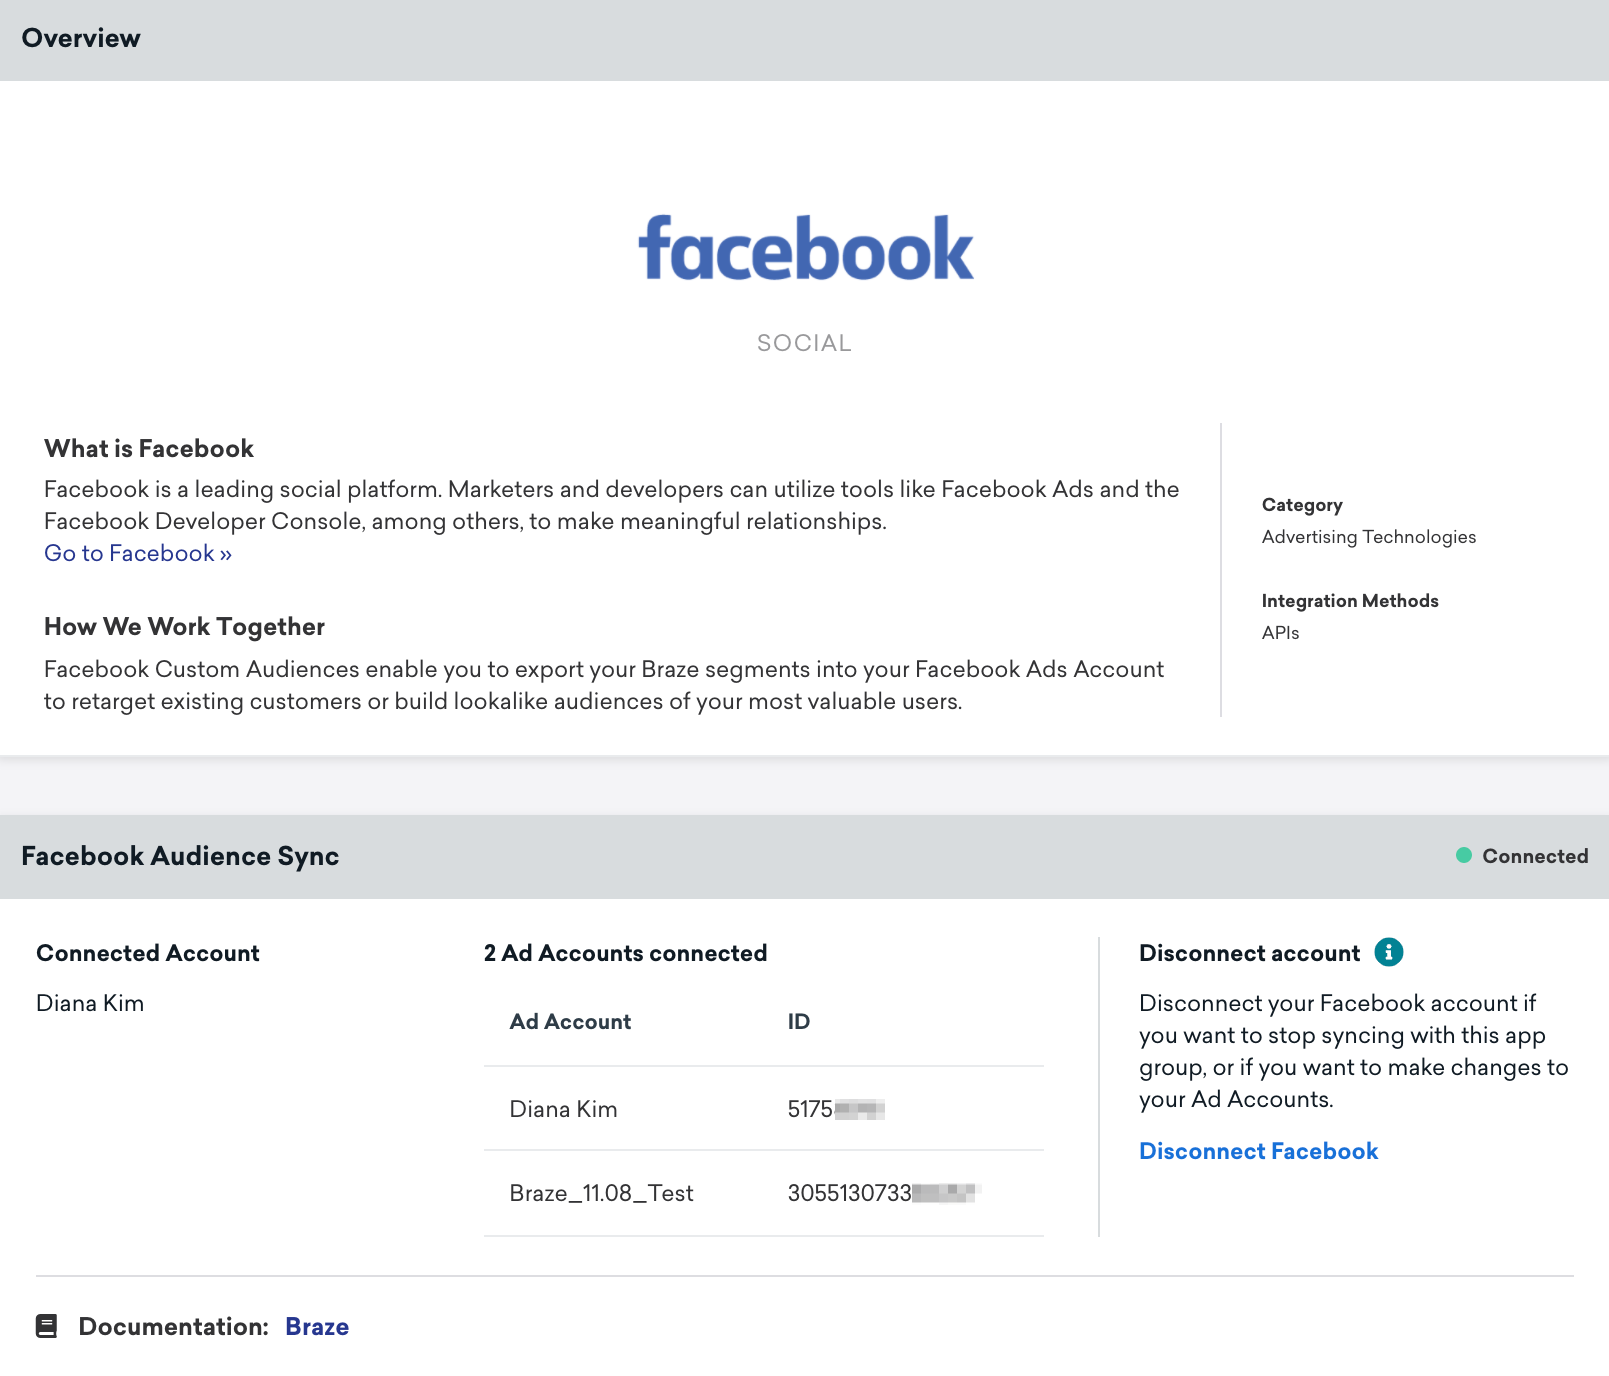 Overview
facebook
SOCIAL
What is Facebook
Facebook is a leading social platform. Marketers and developers can utilize tools like Facebook Ads and the
Facebook Developer Console, among others, to make meaningful relationships.
Go to Facebook »
How We Work Together
Facebook Custom Audiences enable you to export your Braze segments into your Facebook Ads Account
to retarget existing customers or build lookalike audiences of your most valuable users.
Category
Advertising Technologies
Integration Methods
APIs
Facebook Audience Sync
Connected
Connected Account
Diana Kim
2 Ad Accounts connected
Ad Account ID
Diana Kim 5175
Braze_11.08_Test 3055130733
Disconnect account
Disconnect your Facebook account if
you want to stop syncing with this app
group, or if you want to make changes to
your Ad Accounts.
Disconnect Facebook
Documentation: Braze